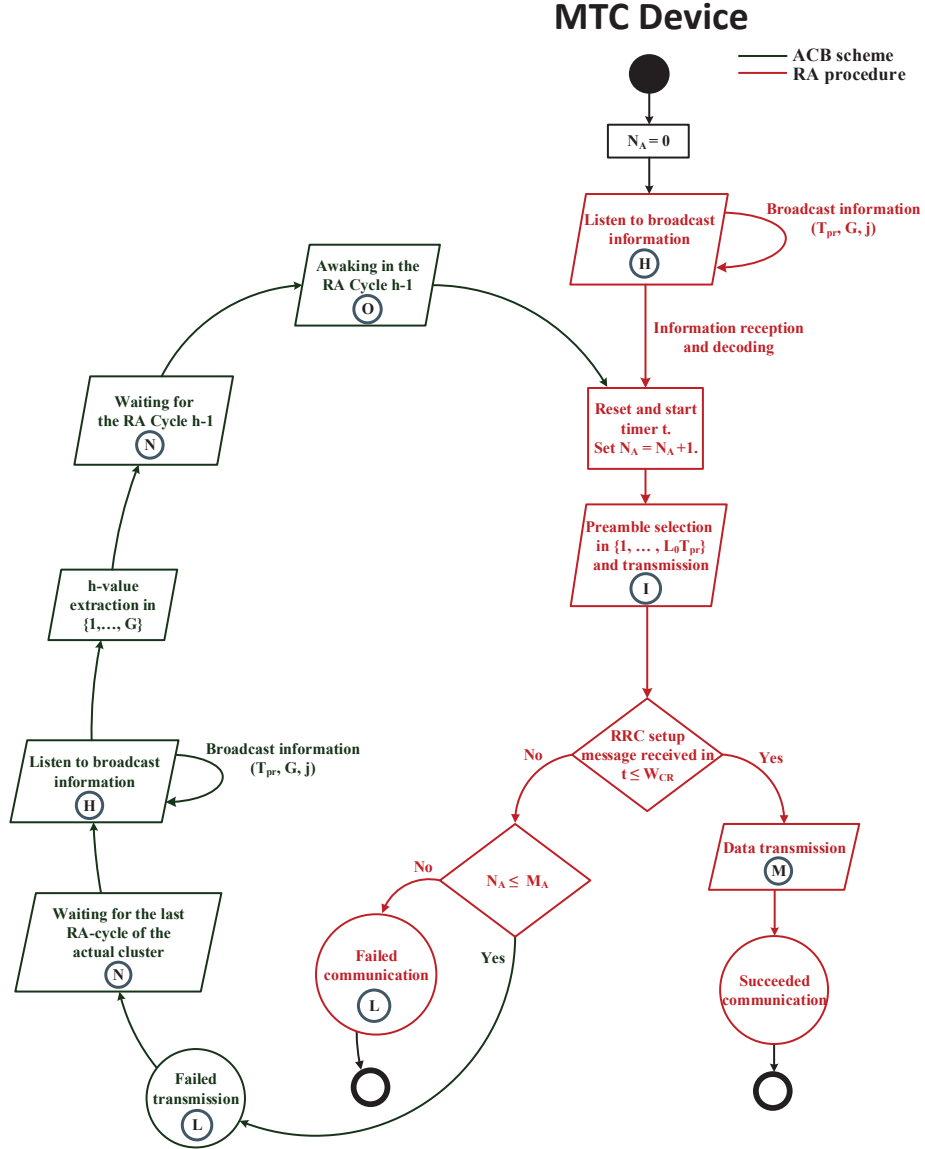 MTC Device
ACB scheme
RA procedure
N_A = 0
Listen to broadcast
information
H
Broadcast information
(T_pr, G, j)
Information reception
and decoding
Reset and start
timer t.
Set N_A = N_A +1.
Preamble selection
in {1, … , L_0T_pr}
and transmission
I
RRC setup
message received in
t ≤ W_CR
No
Yes
Data transmission
M
Succeeded
communication
N_A ≤ M_A
No
Yes
Failed
communication
L
Failed
transmission
L
Waiting for the last
RA-cycle of the
actual cluster
N
Listen to broadcast
information
H
Broadcast information
(T_pr, G, j)
h-value
extraction in
{1,…, G}
Waiting for
the RA Cycle h-1
N
Awaking in the
RA Cycle h-1
O